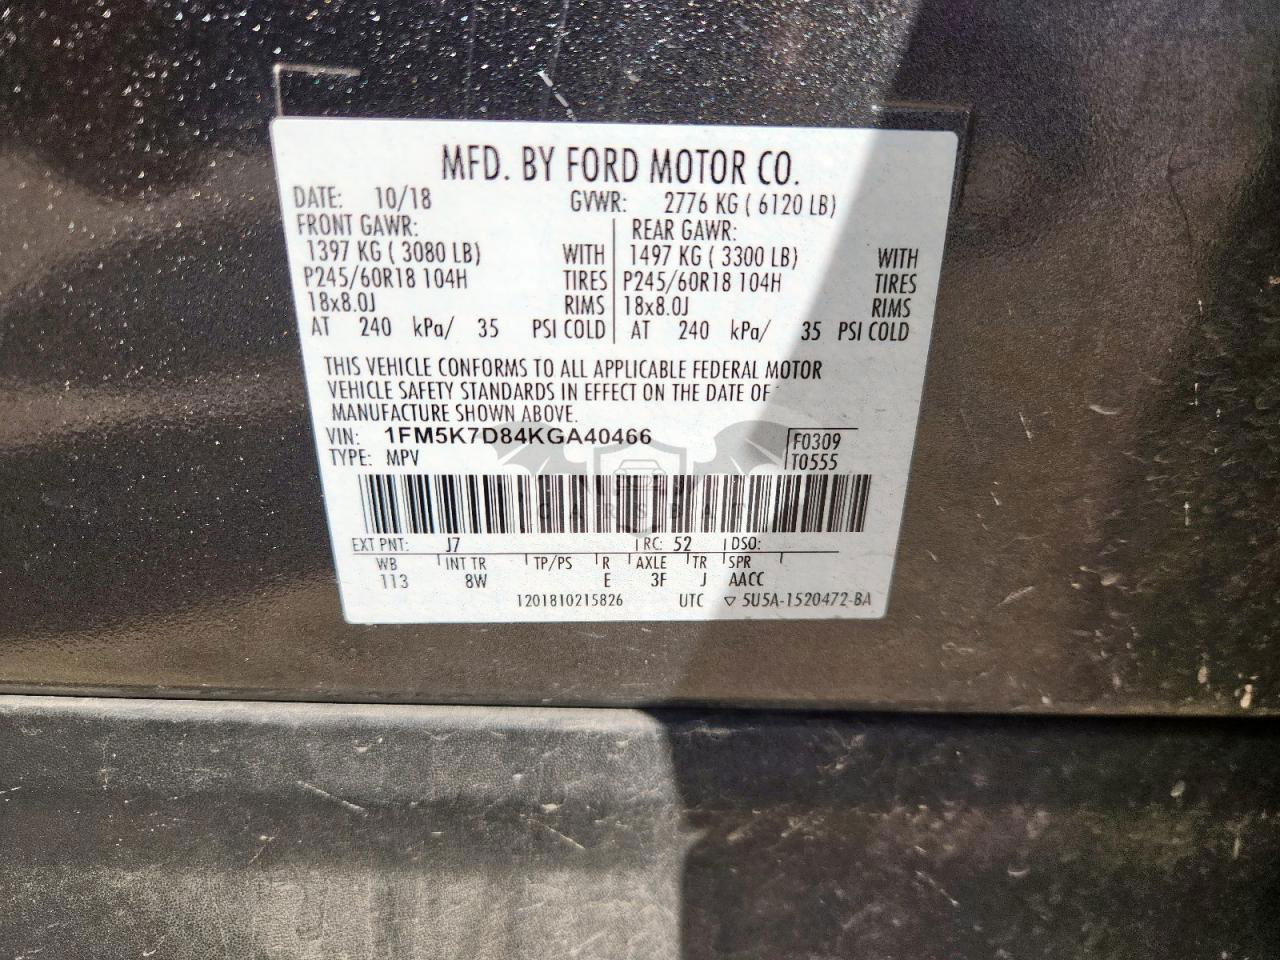 MFD. BY FORD MOTOR CO.
DATE: 10/18 GVWR: 2776 KG ( 6120 LB)
FRONT GAWR: REAR GAWR:
1397 KG ( 3080 LB) WITH 1497 KG ( 3300 LB) WITH
P245/60R18 104H TIRES P245/60R18 104H TIRES
18x8.0J RIMS 18x8.0J RIMS
AT 240 kPa/ 35 PSI COLD AT 240 kPa/ 35 PSI COLD
THIS VEHICLE CONFORMS TO ALL APPLICABLE FEDERAL MOTOR
VEHICLE SAFETY STANDARDS IN EFFECT ON THE DATE OF
MANUFACTURE SHOWN ABOVE.
VIN: 1FM5K7D84KGA40466 F0309
TYPE: MPV T0555
EXT PNT: J7 RC: 52 DSO:
WB INT TR TP/PS R AXLE TR SPR
113 8W E 3F J AACC
1201810215826 UTC ▽ 5U5A-1520472-BA